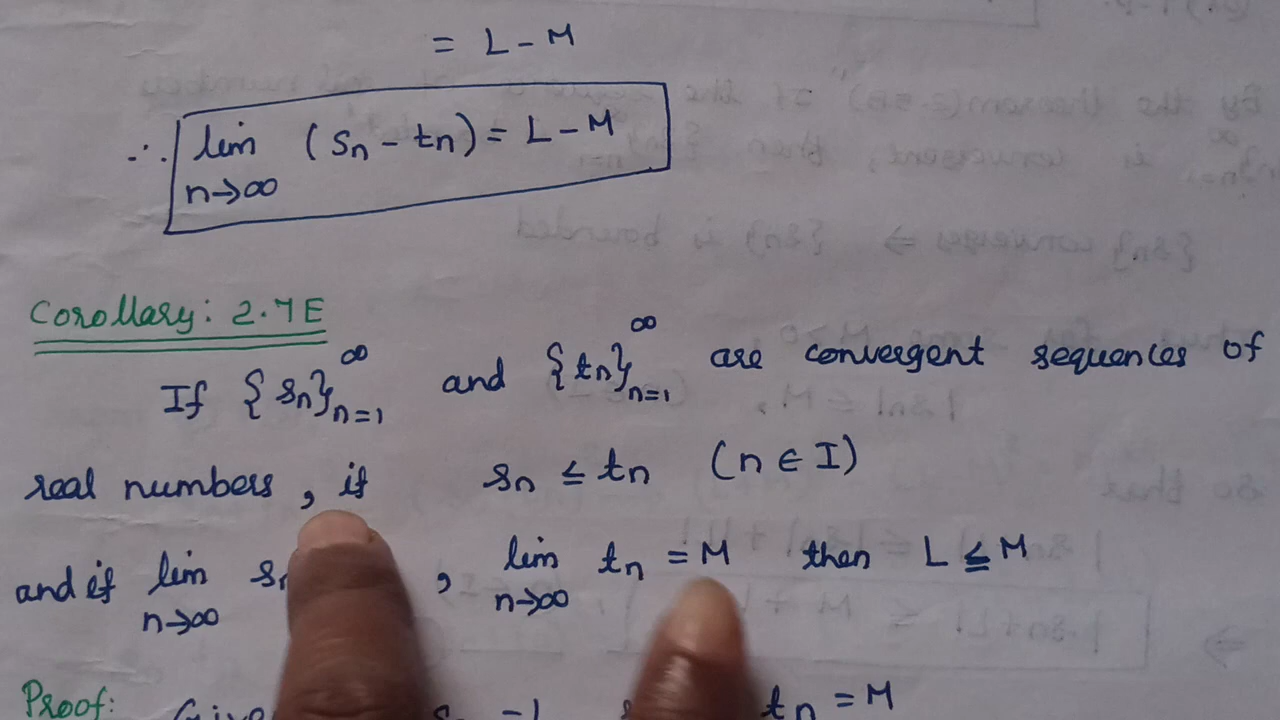 = L - M
∴ lim (sn - tn) = L - M
n→∞
Corollary: 2.7E
If {sn}∞n=1 and {tn}∞n=1 are convergent sequences of
real numbers, if sn ≤ tn (n ∈ I)
and if lim sn , lim tn = M then L ≤ M
n→∞ n→∞
Proof: tn = M